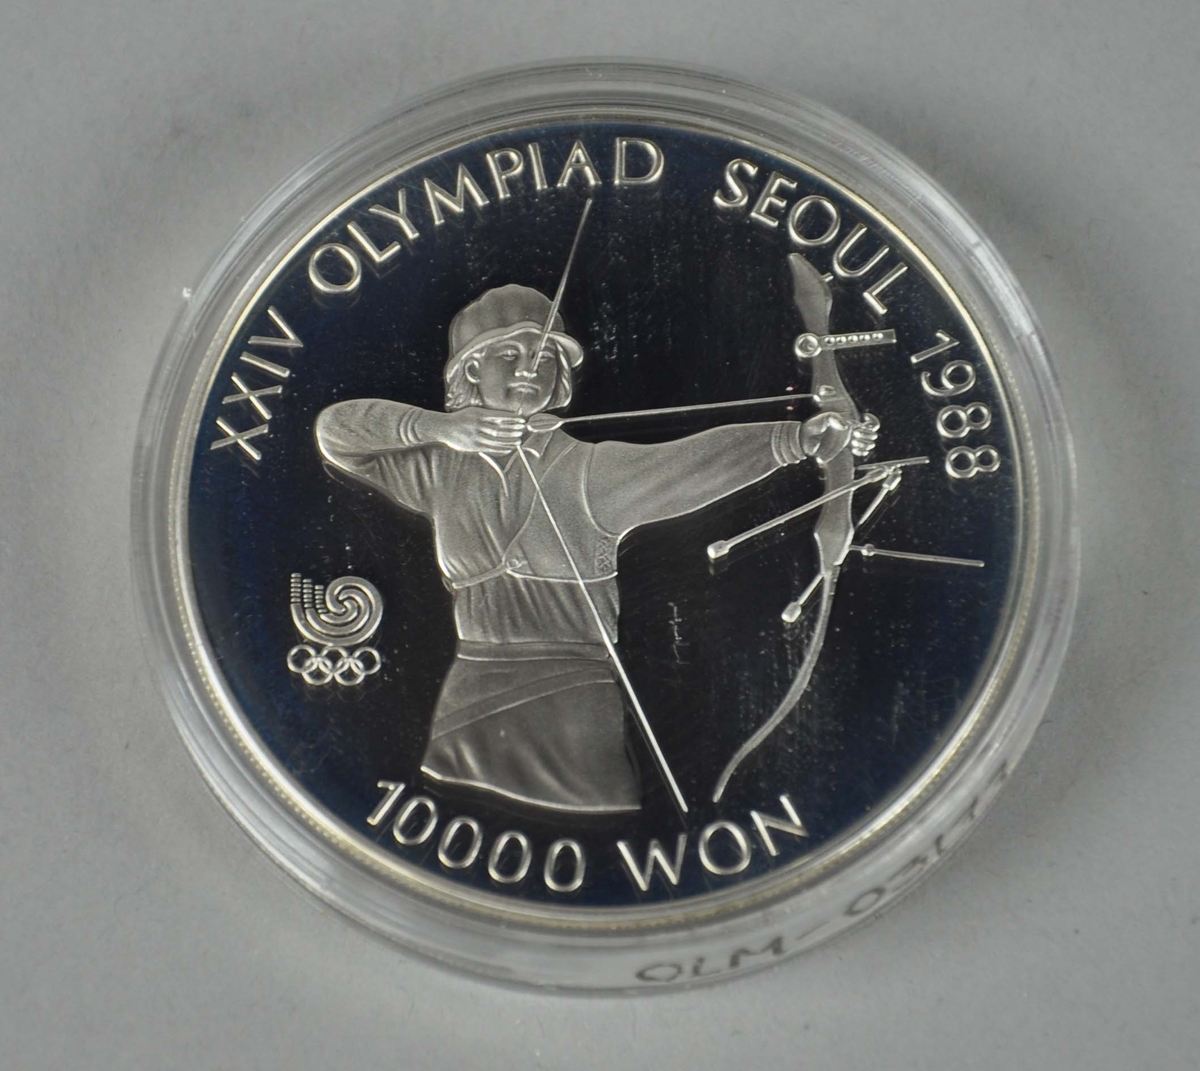 XXIV OLYMPIAD SEOUL 1988
10000 WON